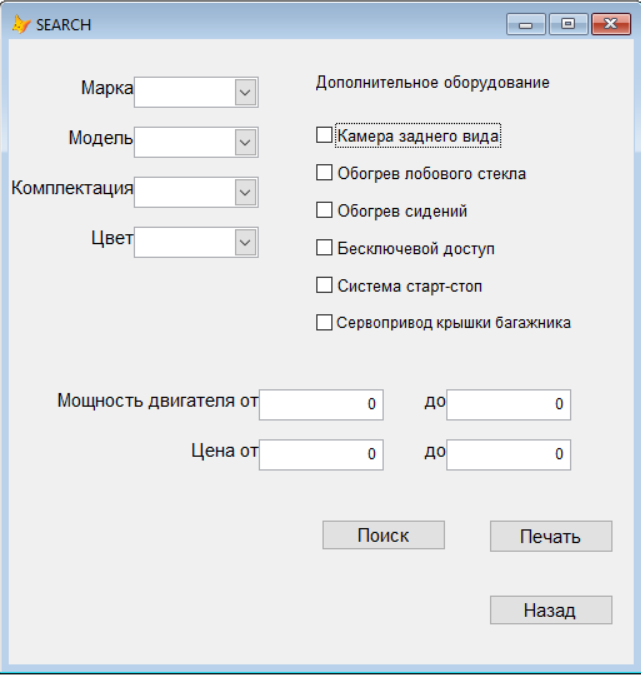 SEARCH
Марка
Модель
Комплектация
Цвет
Дополнительное оборудование
Камера заднего вида
Обогрев лобового стекла
Обогрев сидений
Бесключевой доступ
Система старт-стоп
Сервопривод крышки багажника
Мощность двигателя от 0 до 0
Цена от 0 до 0
Поиск Печать
Назад